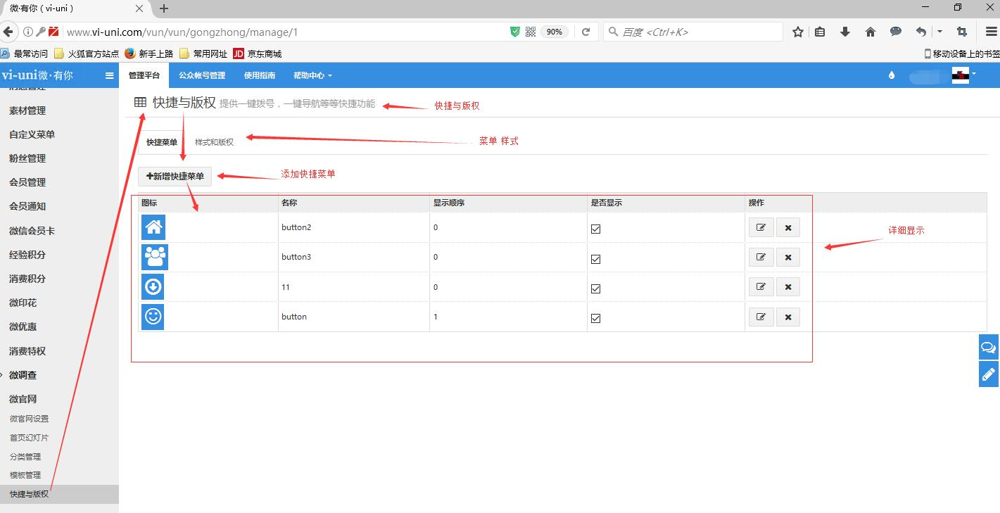 微·有你（vi-uni）
www.vi-uni.com/vun/vun/gongzhong/manage/1
90%
百度 <Ctrl+K>
最常访问
火狐官方站点
新手上路
常用网址
JD
京东商城
移动设备上的书签
vi-uni微·有你
管理平台
公众帐号管理
使用指南
帮助中心
素材管理
自定义菜单
粉丝管理
会员管理
会员通知
微信会员卡
经验积分
消费积分
微印花
微优惠
消费特权
微调查
微官网
微官网设置
首页幻灯片
分类管理
模板管理
快捷与版权
快捷与版权 提供一键拨号，一键导航等等快捷功能
快捷与版权
快捷菜单
样式和版权
菜单 样式
新增快捷菜单
添加快捷菜单
图标 名称 显示顺序 是否显示 操作
button2 0
button3 0
11 0
button 1
详细显示